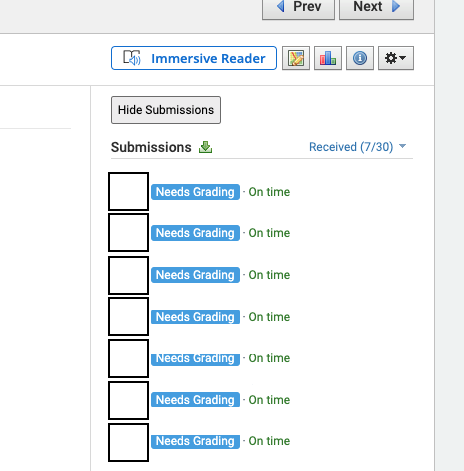 Prev Next
Immersive Reader
Hide Submissions
Submissions Received (7/30)
Needs Grading · On time
Needs Grading · On time
Needs Grading · On time
Needs Grading · On time
Needs Grading · On time
Needs Grading · On time
Needs Grading · On time